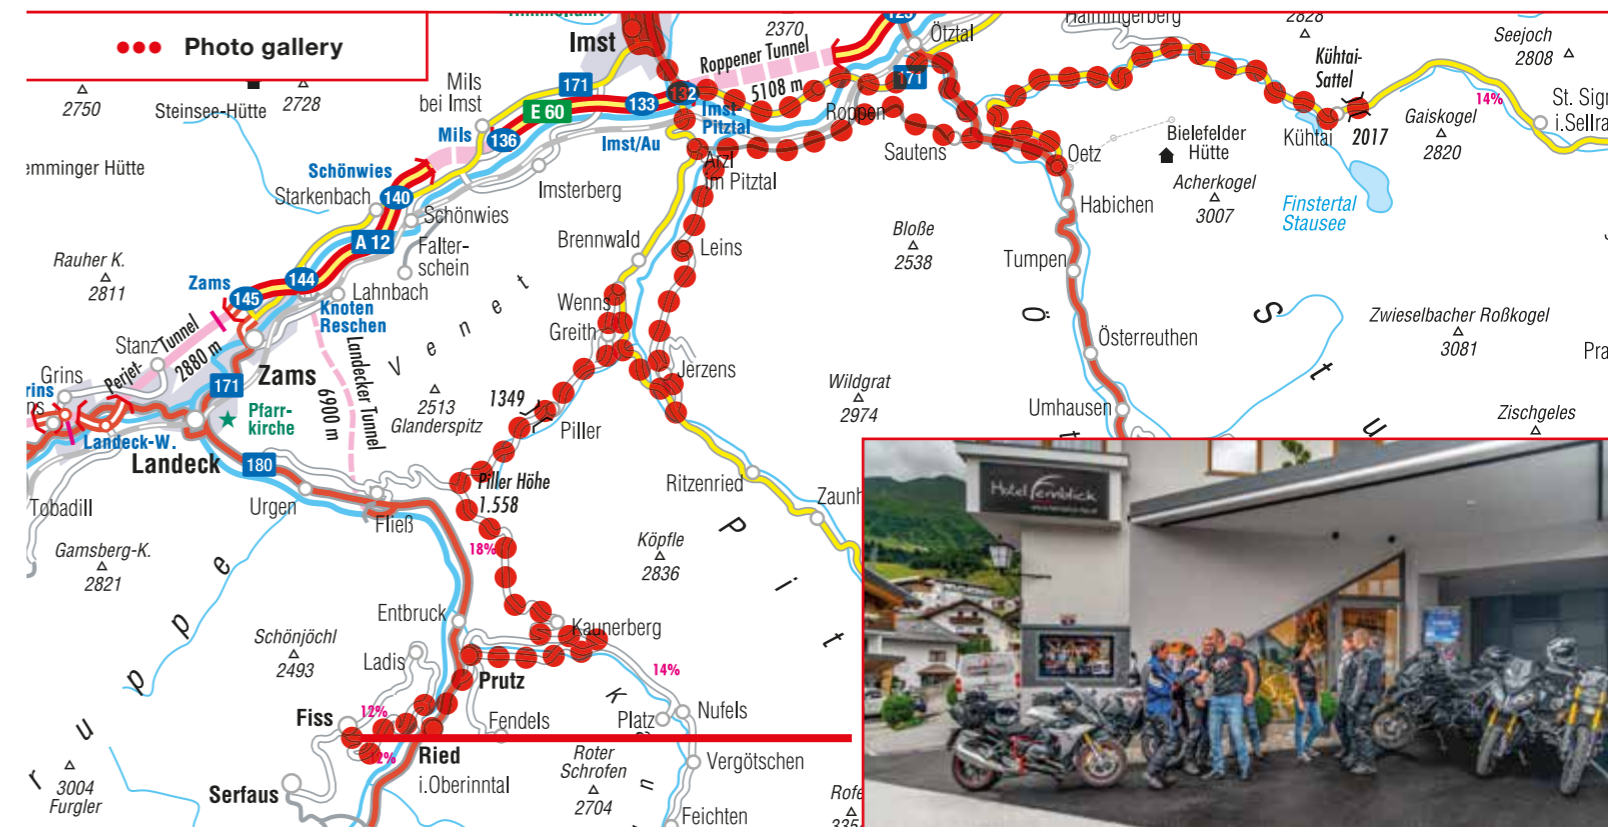 Photo gallery
2750
Steinsee-Hütte
2728
Mils
bei Imst
Imst
171
E 60
133
132
Roppener Tunnel
5108 m
2370
Ötztal
171
Haimingerberg
2828
Kühtai-
Sattel
Seejoch
2808
14%
Gaiskogel
2820
2017
Kühtai
Bielefelder
Hütte
Acherkogel
3007
Finstertal
Stausee
Mils
136
Imst/Au
Imst-
Pitztal
Roppen
Sautens
Oetz
Habichen
Schönwies
Starkenbach
140
Schönwies
Imsterberg
Arzl
im Pitztal
A 12
Falter-
schein
Brennwald
Leins
Bloße
2538
Tumpen
Rauher K.
2811
Zams
145
144
Lahnbach
Knoten
Reschen
Venet
Wenns
Greith
Ö
S
t
u
Zwieselbacher Roßkogel
3081
Österreuthen
Stanz
Perjet-
Tunnel
2880 m
Landecker Tunnel
6900 m
Grins
171
Zams
Pfarr-
kirche
2513
Glanderspitz
1349
Piller
Jerzens
Wildgrat
2974
Umhausen
Zischgeles
Landeck-W.
Landeck
180
Tobadill
Urgen
Fließ
Piller Höhe
1.558
18%
Ritzenried
Gamsberg-K.
2821
Köpfle
2836
P
i
t
Entbruck
Kaunerberg
Schönjöchl
2493
Ladis
Prutz
14%
Fiss
12%
12%
Fendels
Platz
Nufels
Ried
i.Oberinntal
Roter
Schrofen
2704
Vergötschen
3004
Furgler
Serfaus
Feichten
r
u
p
p
e
K
n
Hotel Fernblick